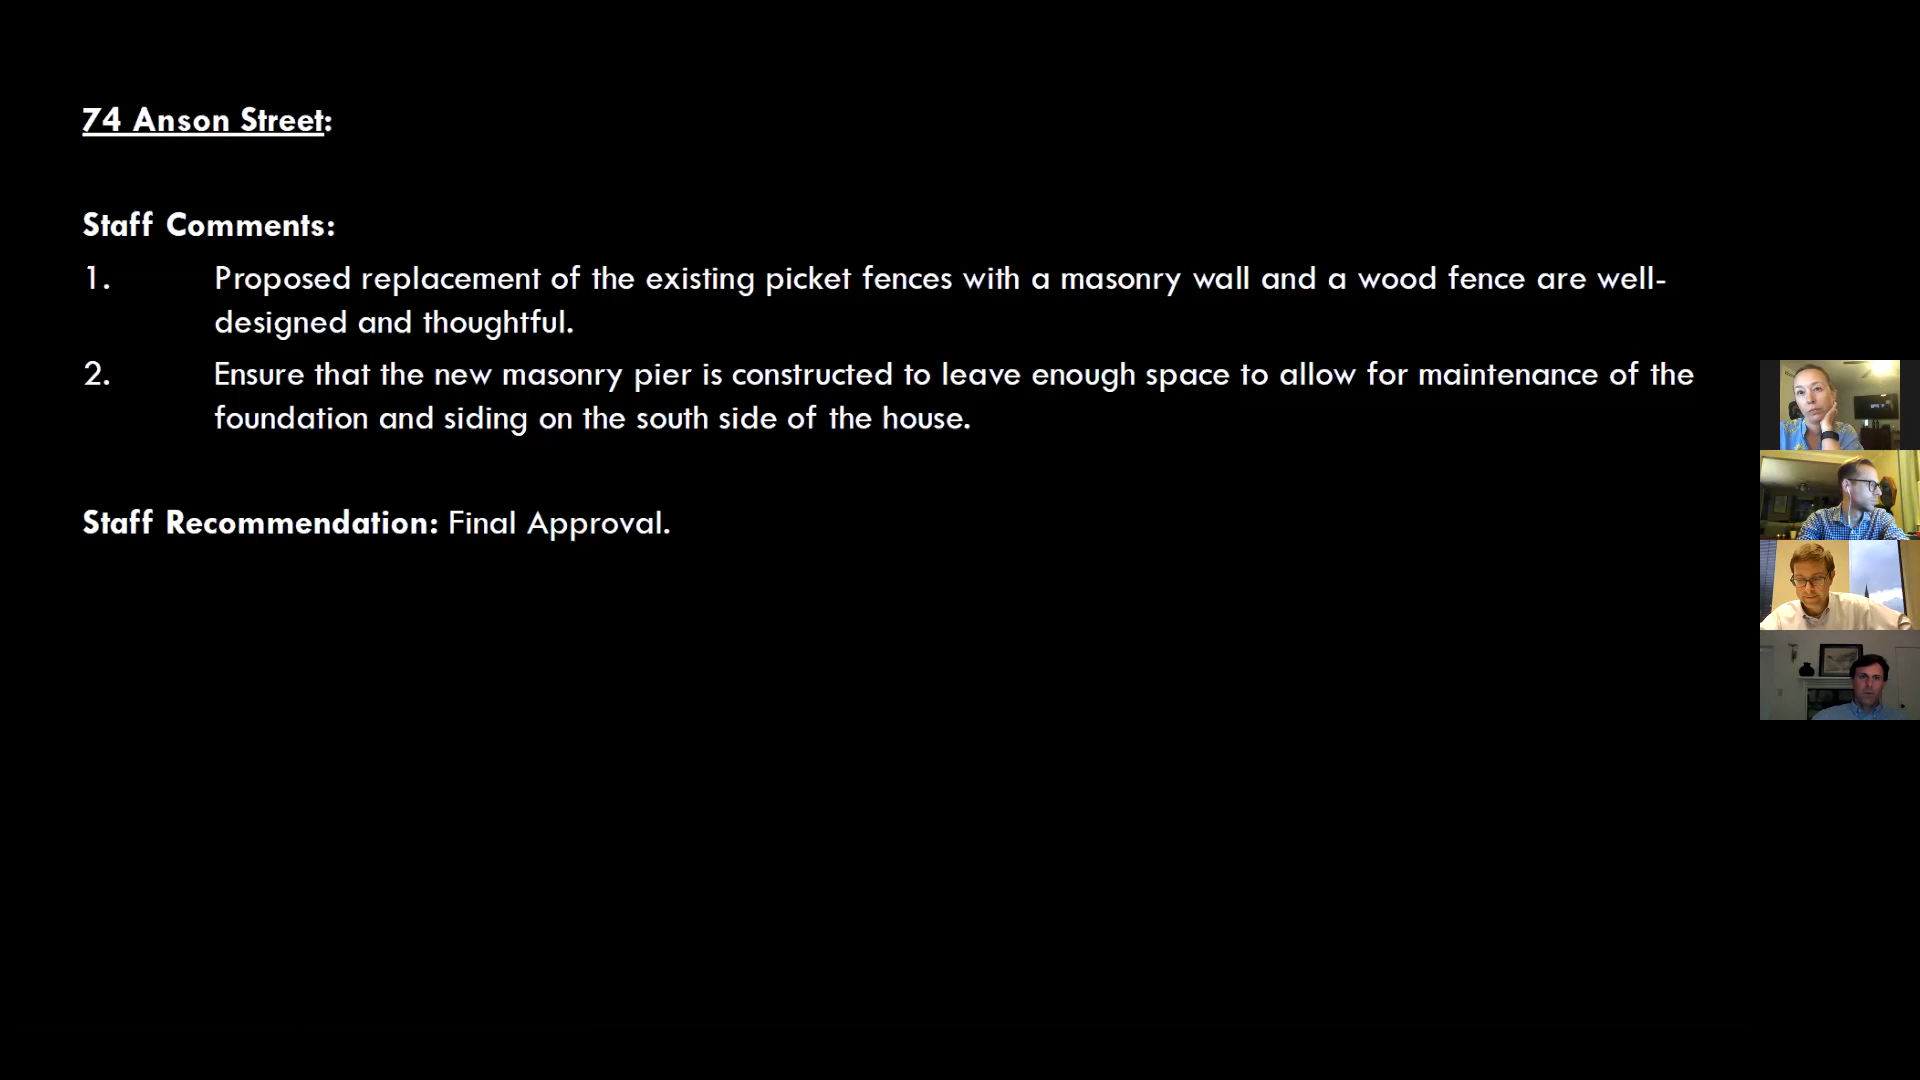 74 Anson Street:
Staff Comments:
1. Proposed replacement of the existing picket fences with a masonry wall and a wood fence are well-
designed and thoughtful.
2. Ensure that the new masonry pier is constructed to leave enough space to allow for maintenance of the
foundation and siding on the south side of the house.
Staff Recommendation: Final Approval.